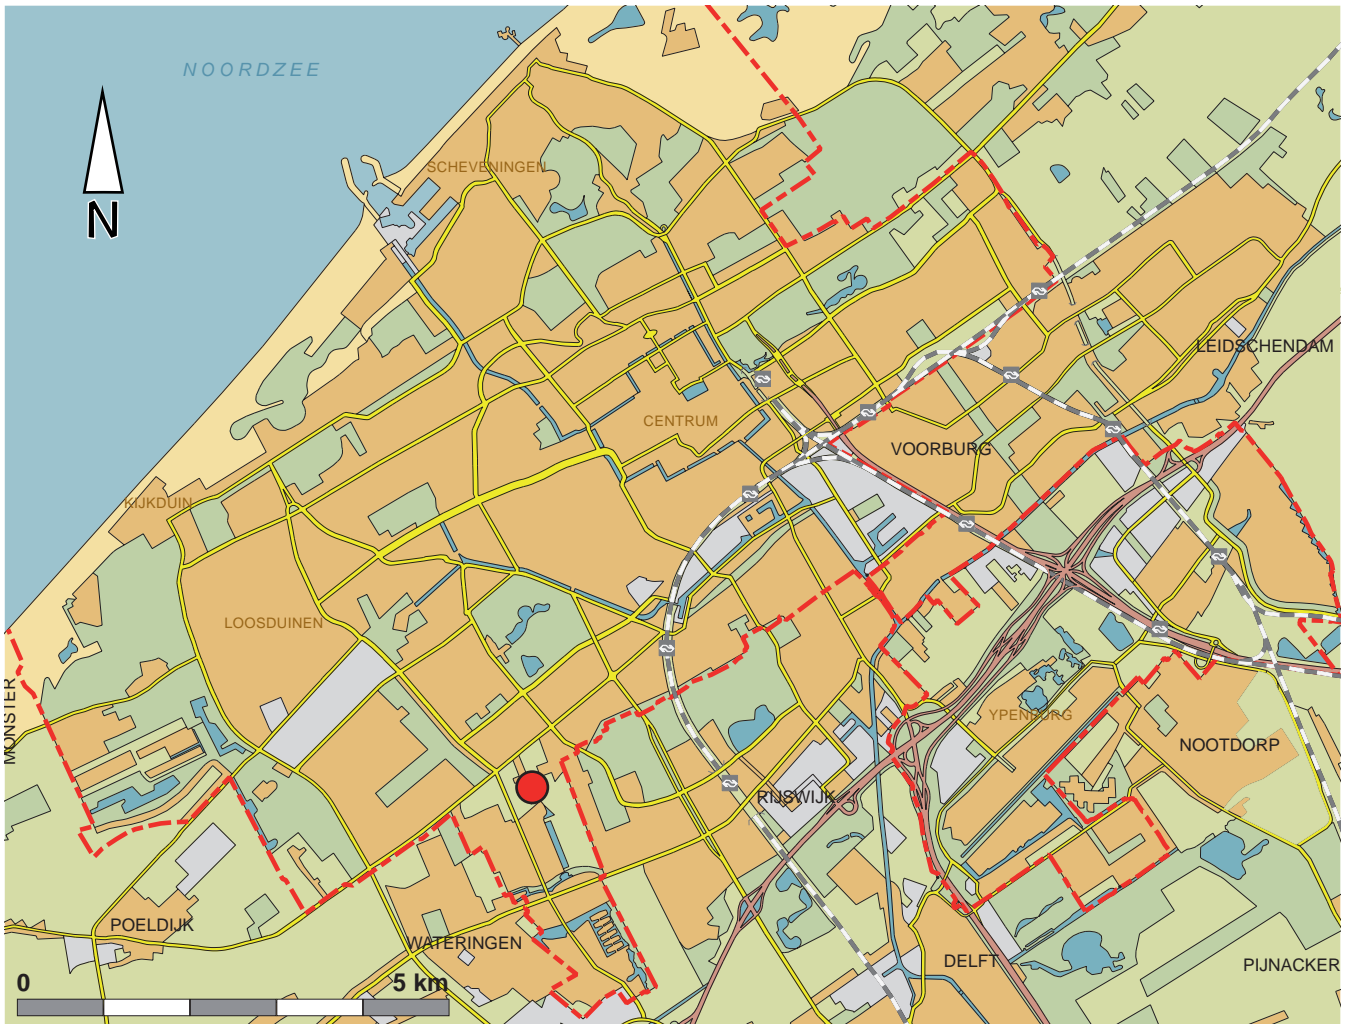 NOORDZEE
SCHEVENINGEN
N
LEIDSCHENDAM
CENTRUM
VOORBURG
KIJKDUIN
LOOSDUINEN
MONSTER
YPENBURG
NOOTDORP
RIJSWIJK
POELDIJK
WATERINGEN
DELFT
PIJNACKER
0 5 km